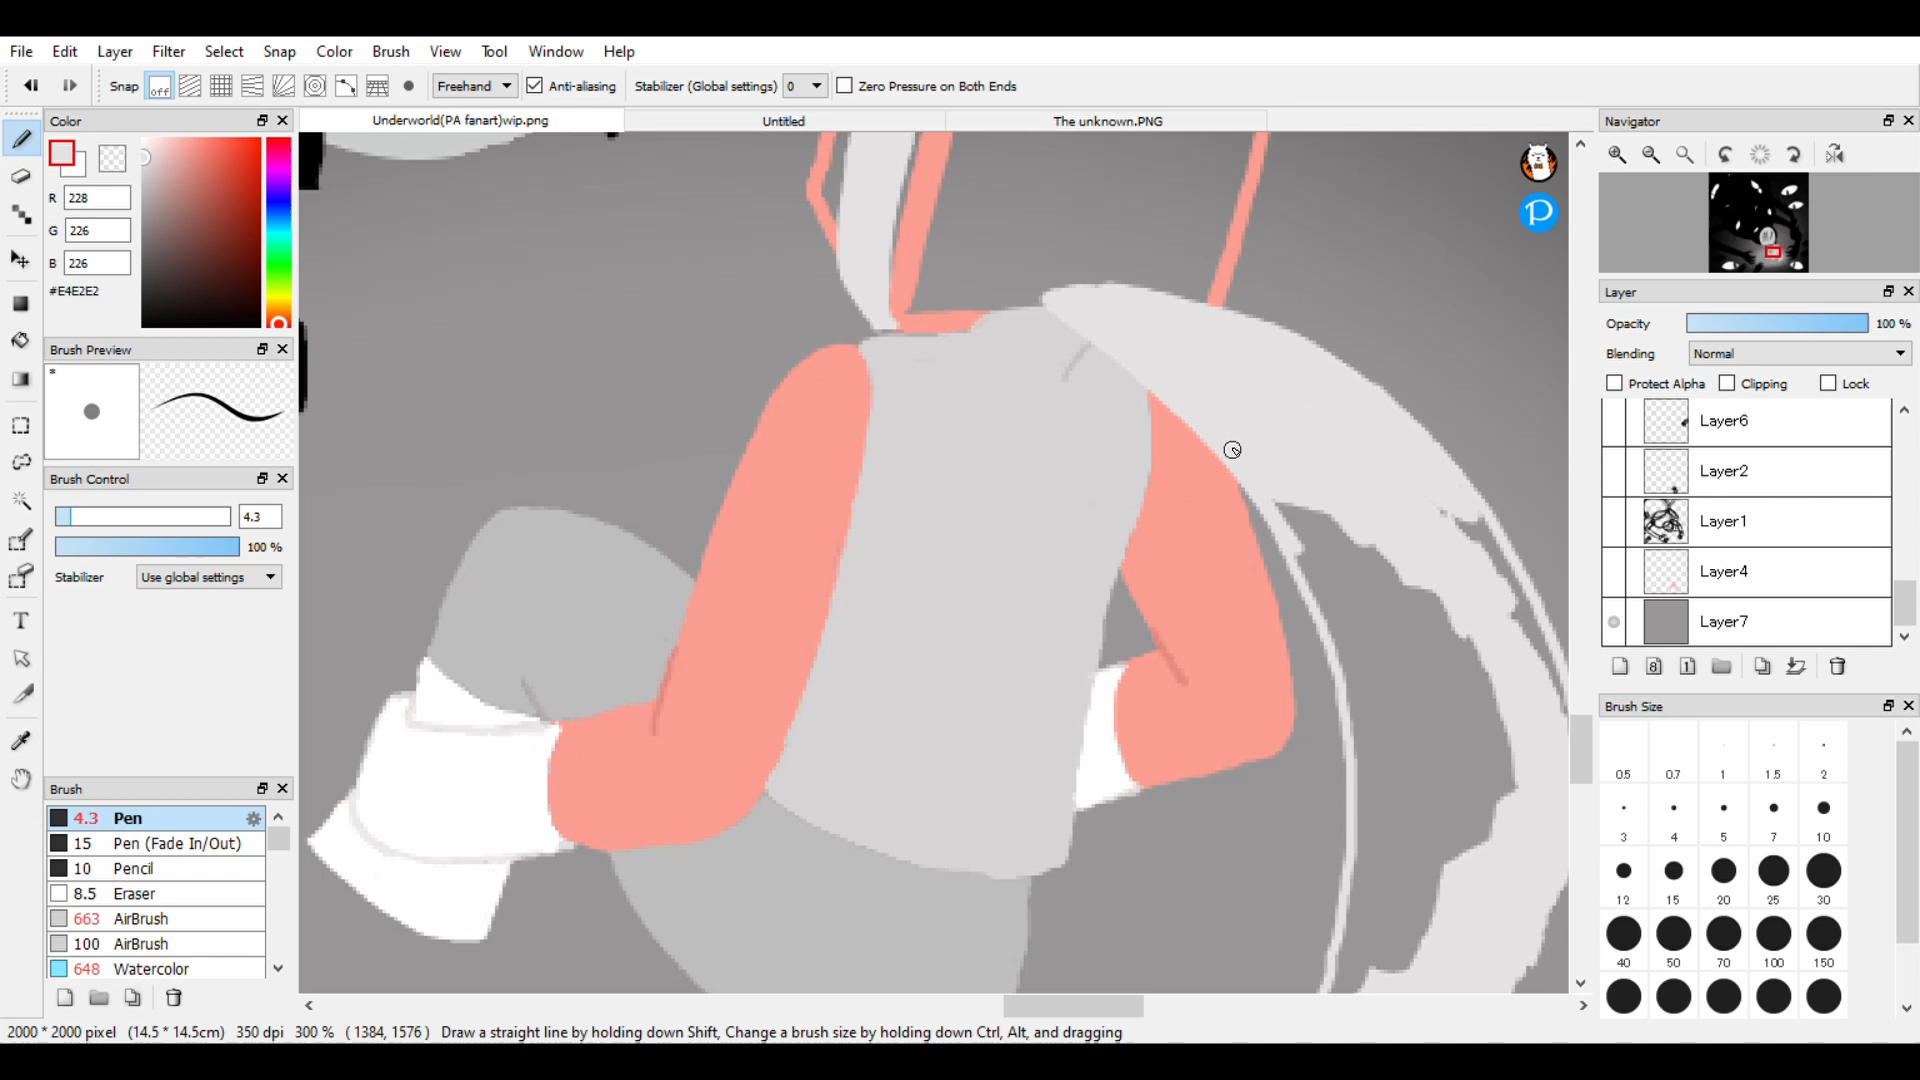 File Edit Layer Filter Select Snap Color Brush View Tool Window Help
Snap off Freehand Anti-aliasing Stabilizer (Global settings) 0 Zero Pressure on Both Ends
Color
Underworld(PA fanart)wip.png Untitled The unknown.PNG
Navigator
R 228
G 226
B 226
#E4E2E2
Layer
Opacity 100 %
Brush Preview
Blending Normal
*
Protect Alpha Clipping Lock
Layer6
Layer2
Brush Control
4.3
Layer1
100 %
Stabilizer Use global settings
Layer4
Layer7
8 1
Brush Size
0.5 0.7 1 1.5 2
Brush
4.3 Pen
3 4 5 7 10
15 Pen (Fade In/Out)
10 Pencil
8.5 Eraser
12 15 20 25 30
663 AirBrush
100 AirBrush
648 Watercolor
40 50 70 100 150
T
P
2000 * 2000 pixel (14.5 * 14.5cm) 350 dpi 300 % ( 1384, 1576 ) Draw a straight line by holding down Shift, Change a brush size by holding down Ctrl, Alt, and dragging